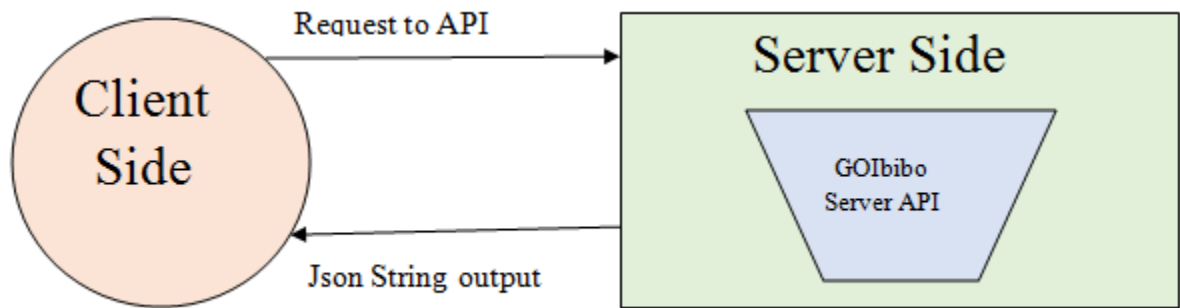 Request to API
Client
Side
Server Side
GOIbibo
Server API
Json String output